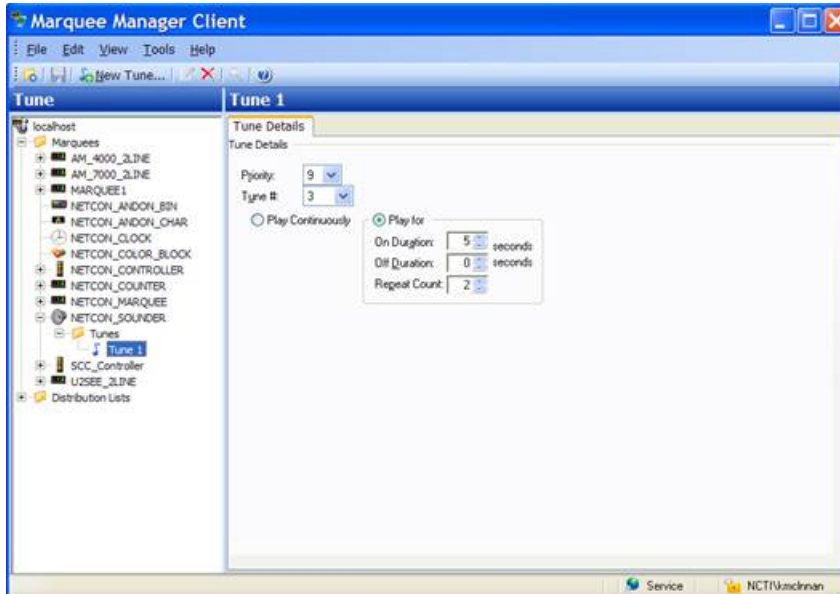 Marquee Manager Client
File Edit View Tools Help
New Tune...
Tune
Tune 1
localhost
Marquees
AM_4000_2LINE
AM_7000_2LINE
MARQUEE1
NETCON_ANDON_BIN
NETCON_ANDON_CHAR
NETCON_CLOCK
NETCON_COLOR_BLOCK
NETCON_CONTROLLER
NETCON_COUNTER
NETCON_MARQUEE
NETCON_SOUNDER
Tunes
Tune 1
SCC_Controller
U2SEE_2LINE
Distribution Lists
Tune Details
Tune Details
Priority: 9
Tune #: 3
Play Continuously
Play for
On Duration: 5 seconds
Off Duration: 0 seconds
Repeat Count: 2
Service
NCTI\kmclnnan